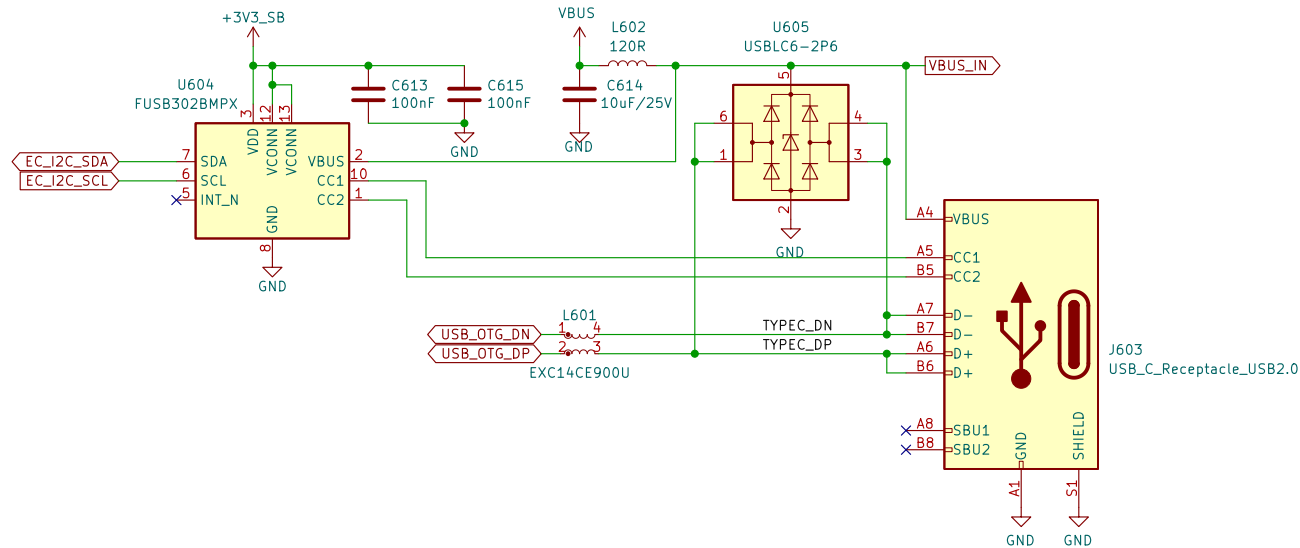 +3V3_SB
VBUS
L602
120R
U605
USBLC6-2P6
VBUS_IN
U604
FUSB302BMPX
C613
100nF
C615
100nF
C614
10uF/25V
GND
GND
5
3
12
13
VDD
VCONN
VCONN
6
1
4
3
2
GND
EC_I2C_SDA
7
SDA
EC_I2C_SCL
6
SCL
5
INT_N
VBUS
2
CC1
10
CC2
1
GND
8
GND
A4
VBUS
A5
CC1
B5
CC2
A7
D-
B7
D-
A6
D+
B6
D+
A8
SBU1
B8
SBU2
L601
USB_OTG_DN
1
4
TYPEC_DN
USB_OTG_DP
2
3
TYPEC_DP
EXC14CE900U
J603
USB_C_Receptacle_USB2.0
GND
SHIELD
A1
S1
GND
GND